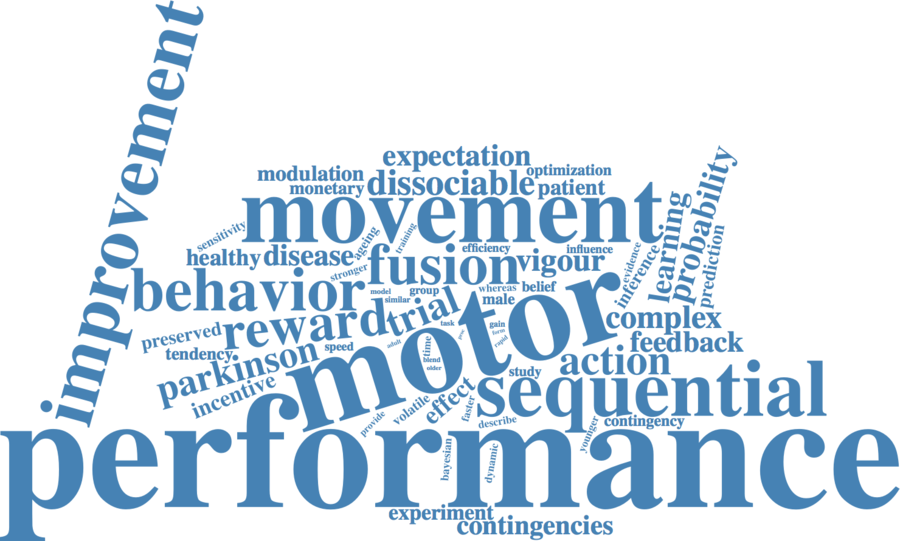 improvement
expectation
modulation
optimization
monetary
dissociable
patient
movement
probability
learning
sensitivity
ageing
training
efficiency
influence
evidence
inference
prediction
healthy
disease
stronger
fusion
vigour
behavior
model
similar
group
whereas
belief
male
motor
complex
preserved
reward
trial
task
gain
form
rapid
feedback
tendency
speed
adult
time
blend
older
parkinson
incentive
study
action
sequential
effect
volatile
faster
provide
describe
younger
contingency
performance
bayesian
dynamic
experiment
contingencies